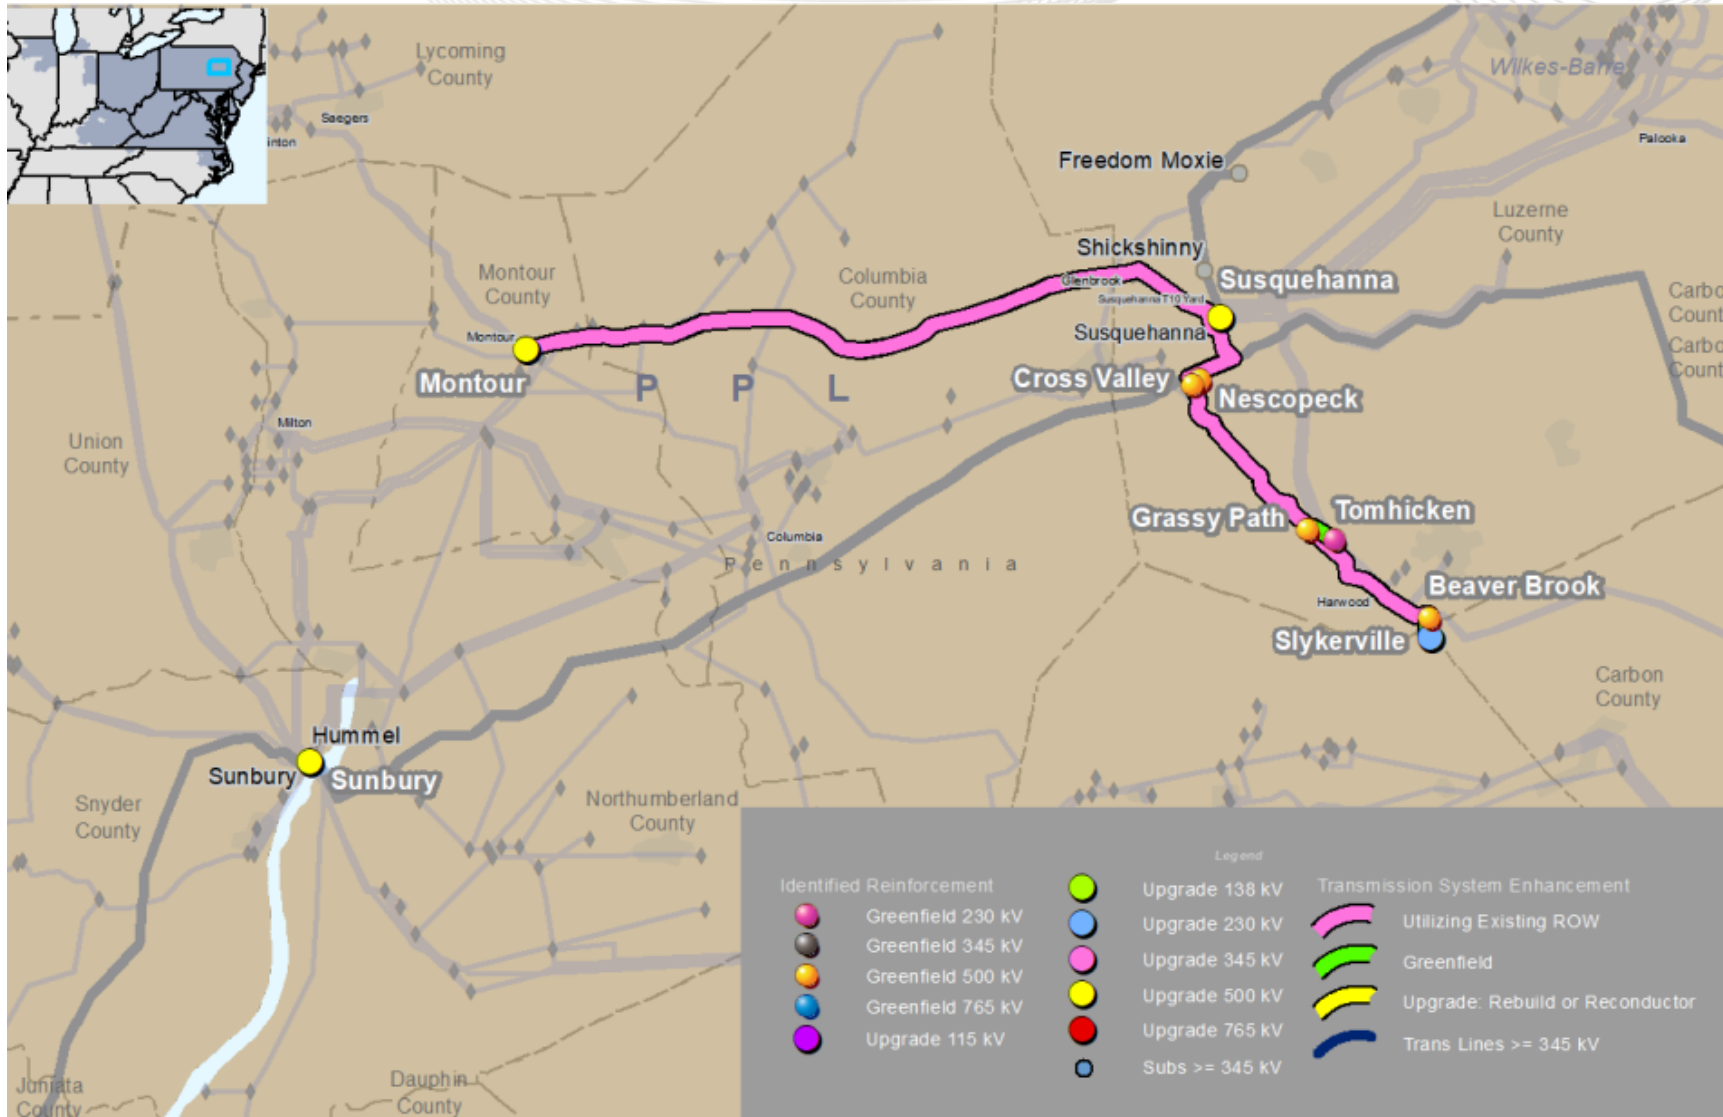 Lycoming
County
Wilkes-Barre
Seegers
inton
Palooka
Freedom Moxie
Luzerne
County
Shickshinny
Montour
County
Columbia
County
Glenbrook
Susquehanna
Carbo
Count
Susquehanna T10 Yard
Montour
Susquehanna
Carbo
Count
Montour
P P L
Cross Valley
Nescopeck
Milton
Union
County
Grassy Path
Tomhicken
Columbia
Pennsylvania
Beaver Brook
Harwood
Slykerville
Carbon
County
Hummel
Sunbury
Sunbury
Snyder
County
Northumberland
County
Juniata
County
Dauphin
County
Legend
Identified Reinforcement
Greenfield 230 kV
Greenfield 345 kV
Greenfield 500 kV
Greenfield 765 kV
Upgrade 115 kV
Upgrade 138 kV
Upgrade 230 kV
Upgrade 345 kV
Upgrade 500 kV
Upgrade 765 kV
Subs >= 345 kV
Transmission System Enhancement
Utilizing Existing ROW
Greenfield
Upgrade: Rebuild or Reconductor
Trans Lines >= 345 kV